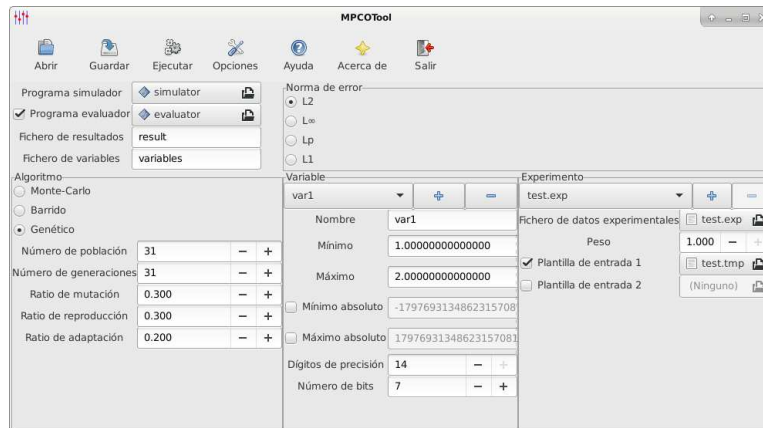 MPCOTool
Abrir Guardar Ejecutar Opciones Ayuda Acerca de Salir
Programa simulador simulator
Programa evaluador evaluator
Fichero de resultados result
Fichero de variables variables
Norma de error
L2
L∞
Lp
L1
Algoritmo
Monte-Carlo
Barrido
Genético
Número de población 31 − +
Número de generaciones 31 − +
Ratio de mutación 0.300 − +
Ratio de reproducción 0.300 − +
Ratio de adaptación 0.200 − +
Variable
var1
Nombre var1
Mínimo 1.00000000000000
Máximo 2.00000000000000
Mínimo absoluto -1797693134862315708
Máximo absoluto 17976931348623157081
Dígitos de precisión 14 − +
Número de bits 7 − +
Experimento
test.exp
Fichero de datos experimentales test.exp
Peso 1.000 − +
Plantilla de entrada 1 test.tmp
Plantilla de entrada 2 (Ninguno)